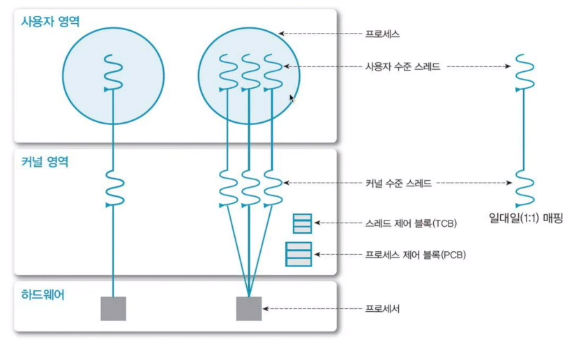 사용자 영역
프로세스
사용자 수준 스레드
커널 영역
커널 수준 스레드
스레드 제어 블록(TCB)
일대일(1:1) 매핑
프로세스 제어 블록(PCB)
하드웨어
프로세서